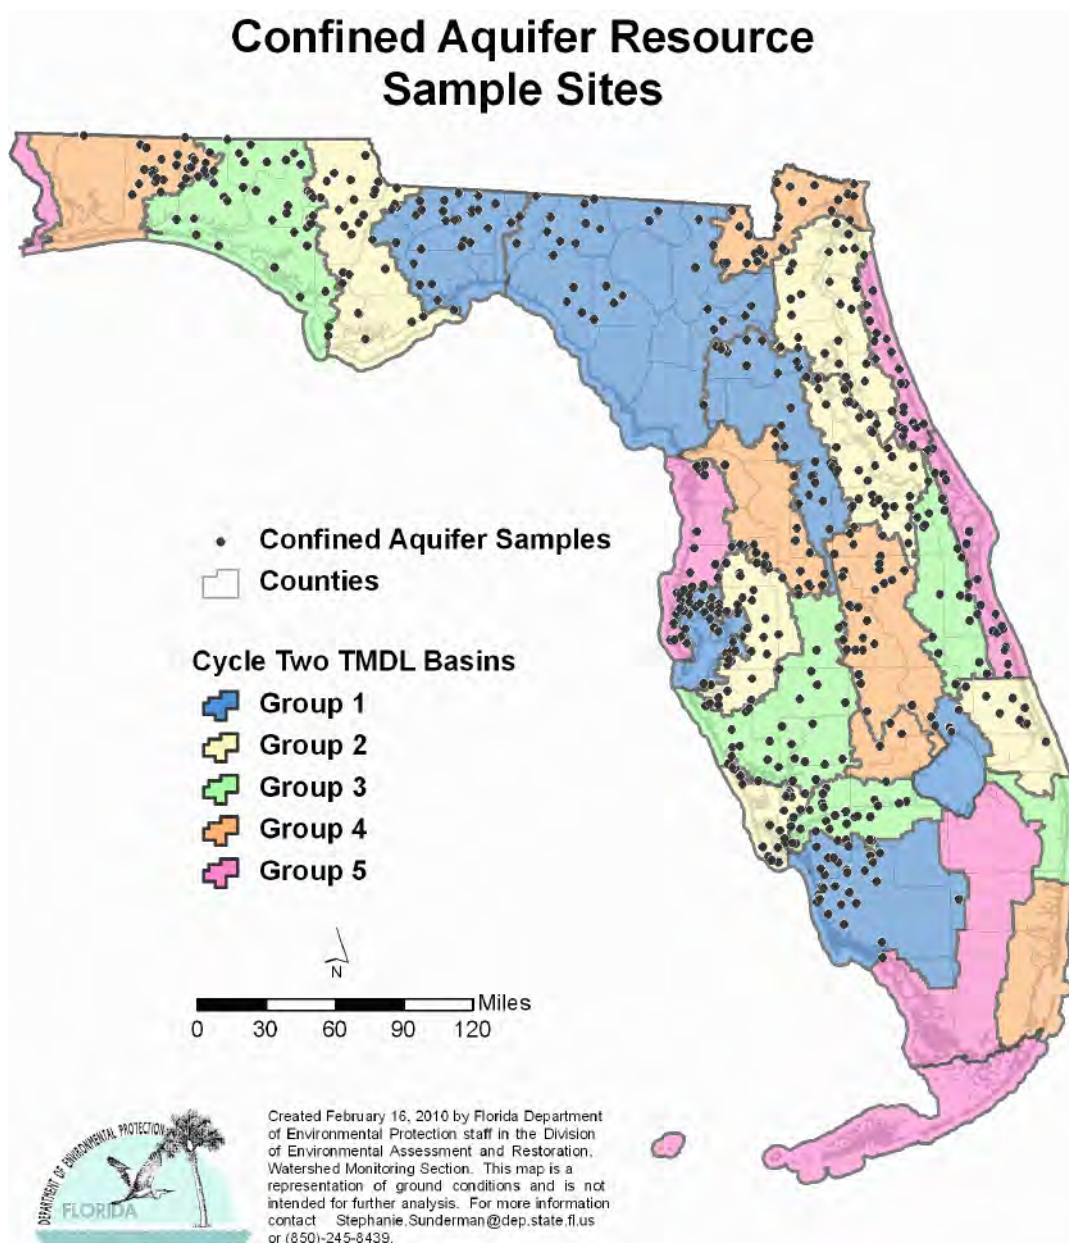 Confined Aquifer Resource
Sample Sites
Confined Aquifer Samples
Counties
Cycle Two TMDL Basins
Group 1
Group 2
Group 3
Group 4
Group 5
N
Miles
0 30 60 90 120
DEPARTMENT OF ENVIRONMENTAL PROTECTION
FLORIDA
Created February 16, 2010 by Florida Department
of Environmental Protection staff in the Division
of Environmental Assessment and Restoration,
Watershed Monitoring Section. This map is a
representation of ground conditions and is not
intended for further analysis. For more information
contact Stephanie.Sunderman@dep.state.fl.us
or (850)-245-8439.